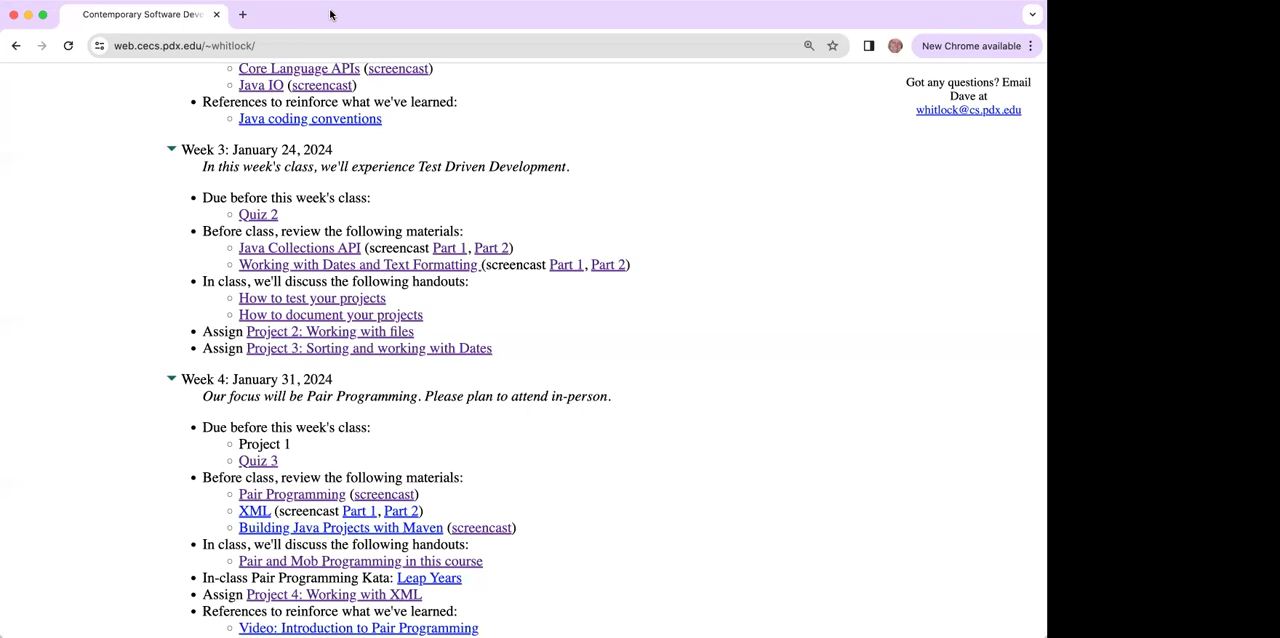 Contemporary Software Dev
web.cecs.pdx.edu/~whitlock/
New Chrome available
Core Language APIs (screencast)
Java IO (screencast)
References to reinforce what we've learned:
Java coding conventions
Got any questions? Email
Dave at
whitlock@cs.pdx.edu
Week 3: January 24, 2024
In this week's class, we'll experience Test Driven Development.
Due before this week's class:
Quiz 2
Before class, review the following materials:
Java Collections API (screencast Part 1, Part 2)
Working with Dates and Text Formatting (screencast Part 1, Part 2)
In class, we'll discuss the following handouts:
How to test your projects
How to document your projects
Assign Project 2: Working with files
Assign Project 3: Sorting and working with Dates
Week 4: January 31, 2024
Our focus will be Pair Programming. Please plan to attend in-person.
Due before this week's class:
Project 1
Quiz 3
Before class, review the following materials:
Pair Programming (screencast)
XML (screencast Part 1, Part 2)
Building Java Projects with Maven (screencast)
In class, we'll discuss the following handouts:
Pair and Mob Programming in this course
In-class Pair Programming Kata: Leap Years
Assign Project 4: Working with XML
References to reinforce what we've learned:
Video: Introduction to Pair Programming